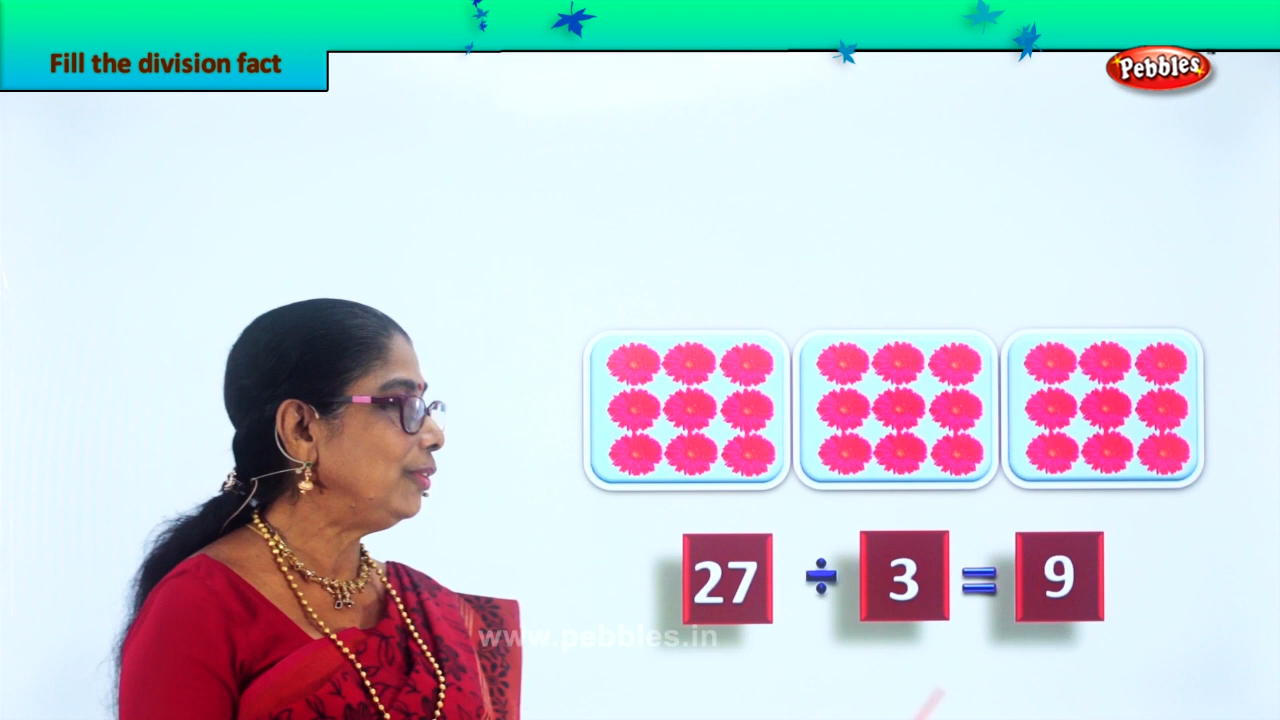 Fill the division fact
Pebbles
27 ÷ 3 = 9
www.pebbles.in